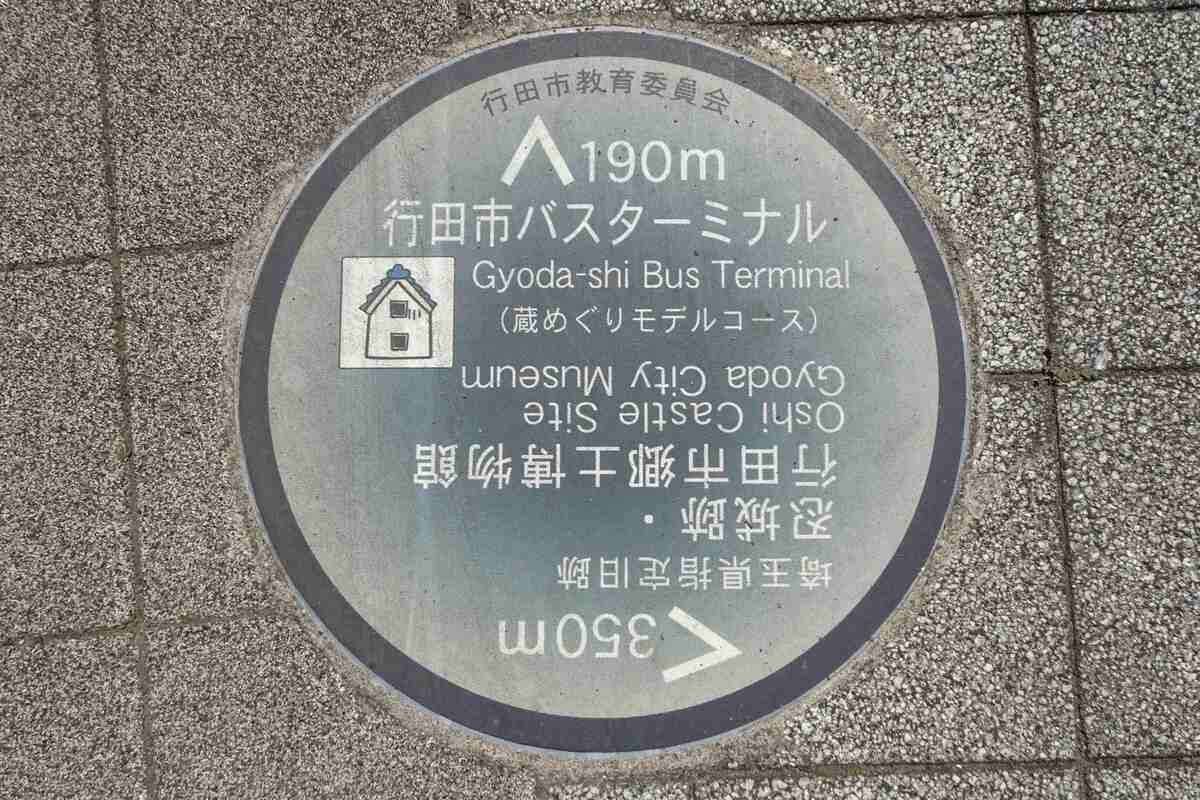 行田市教育委員会
190m
行田市バスターミナル
Gyoda-shi Bus Terminal
（蔵めぐりモデルコース）
350m
埼玉県指定旧跡
忍城跡・
行田市郷土博物館
Oshi Castle Site
Gyoda City Museum